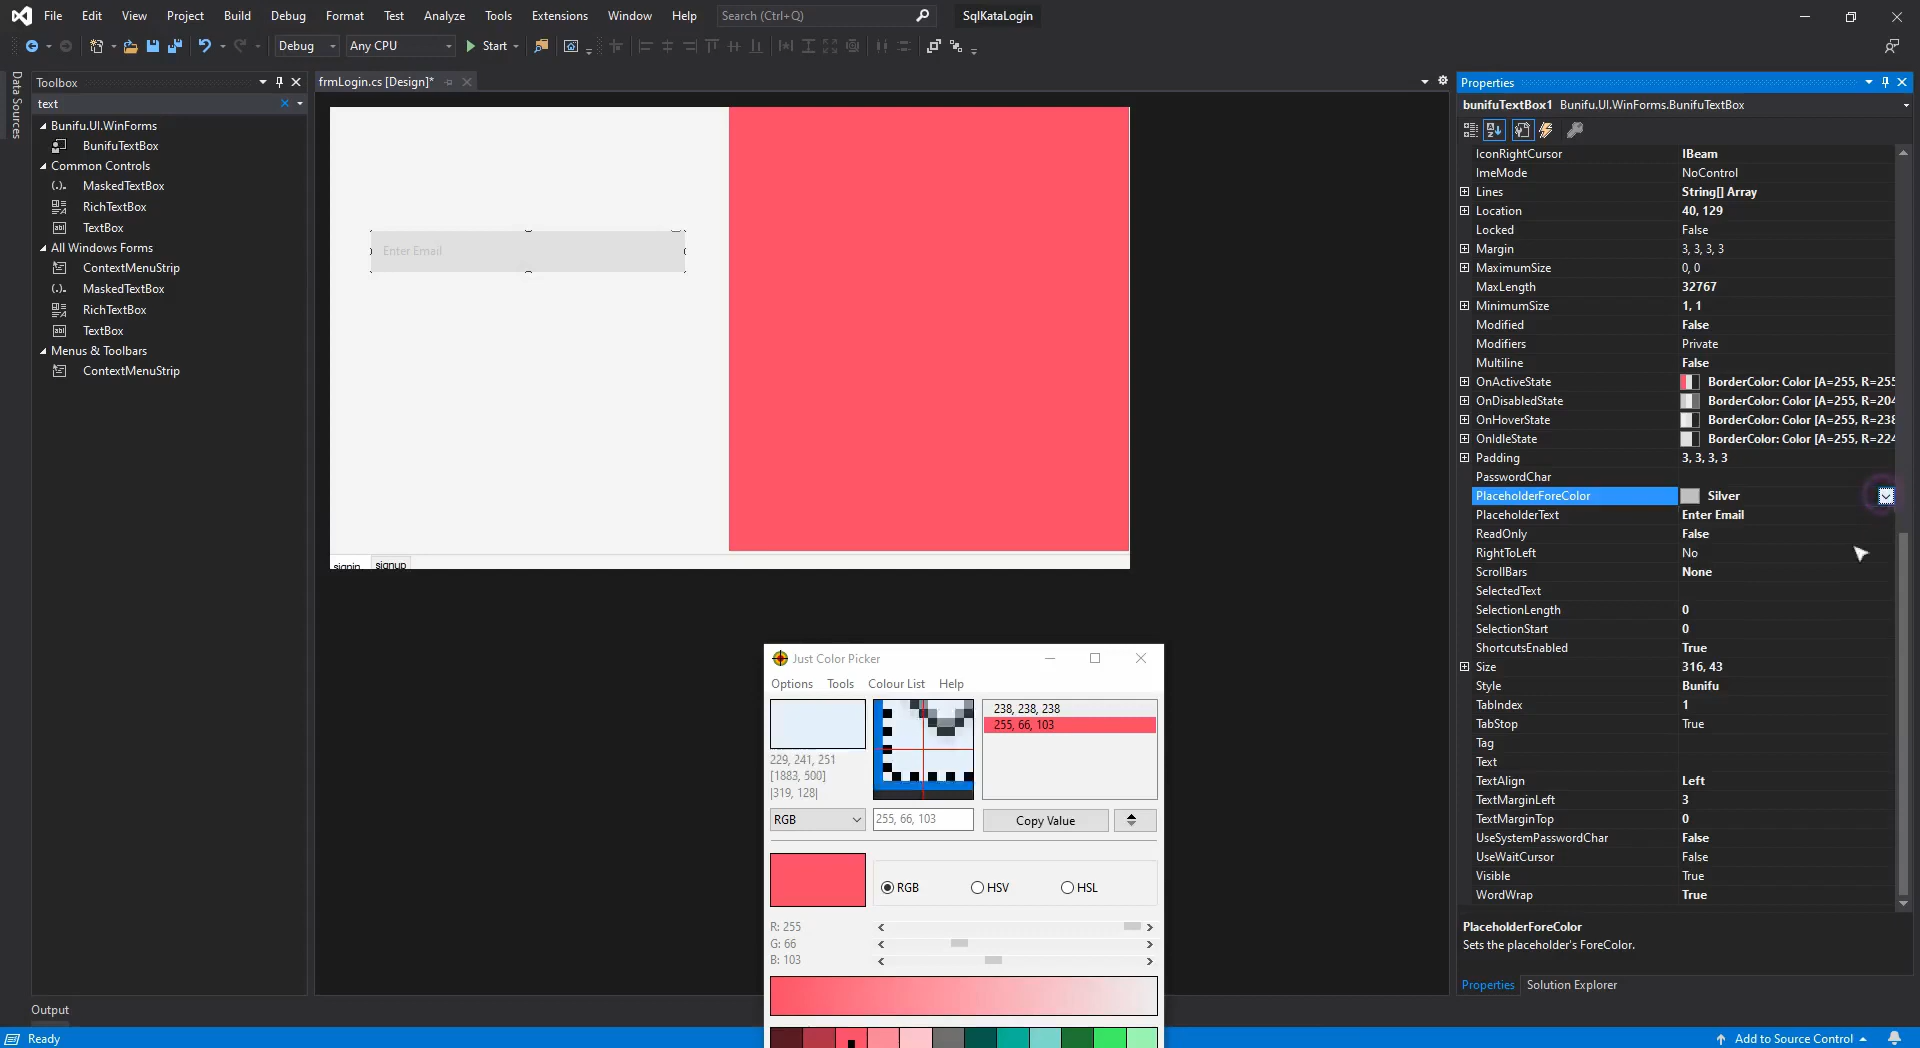 File Edit View Project Build Debug Format Test Analyze Tools Extensions Window Help Search (Ctrl+Q) SqlKataLogin
Debug Any CPU Start
Data Sources
Toolbox
text
Bunifu.UI.WinForms
BunifuTextBox
Common Controls
MaskedTextBox
RichTextBox
TextBox
All Windows Forms
ContextMenuStrip
MaskedTextBox
RichTextBox
TextBox
Menus & Toolbars
ContextMenuStrip
frmLogin.cs [Design]*
Enter Email
signin signup
Just Color Picker
Options Tools Colour List Help
238, 238, 238
255, 66, 103
229, 241, 251
[1883, 500]
|319, 128|
RGB 255, 66, 103 Copy Value
RGB HSV HSL
R: 255
G: 66
B: 103
Properties
bunifuTextBox1 Bunifu.UI.WinForms.BunifuTextBox
IconRightCursor IBeam
ImeMode NoControl
Lines String[] Array
Location 40, 129
Locked False
Margin 3, 3, 3, 3
MaximumSize 0, 0
MaxLength 32767
MinimumSize 1, 1
Modified False
Modifiers Private
Multiline False
OnActiveState BorderColor: Color [A=255, R=255
OnDisabledState BorderColor: Color [A=255, R=204
OnHoverState BorderColor: Color [A=255, R=238
OnIdleState BorderColor: Color [A=255, R=224
Padding 3, 3, 3, 3
PasswordChar
PlaceholderForeColor Silver
PlaceholderText Enter Email
ReadOnly False
RightToLeft No
ScrollBars None
SelectedText
SelectionLength 0
SelectionStart 0
ShortcutsEnabled True
Size 316, 43
Style Bunifu
TabIndex 1
TabStop True
Tag
Text
TextAlign Left
TextMarginLeft 3
TextMarginTop 0
UseSystemPasswordChar False
UseWaitCursor False
Visible True
WordWrap True
PlaceholderForeColor
Sets the placeholder's ForeColor.
Properties Solution Explorer
Output
Ready Add to Source Control